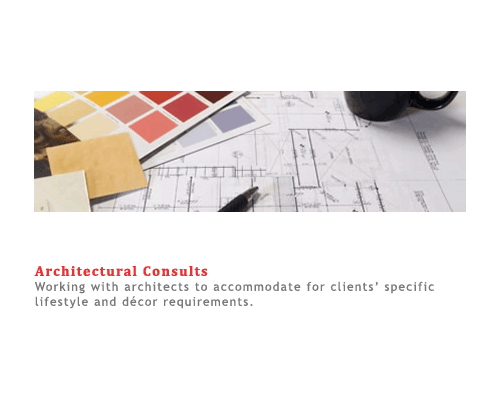 Architectural Consults
Working with architects to accommodate for clients’ specific
lifestyle and décor requirements.